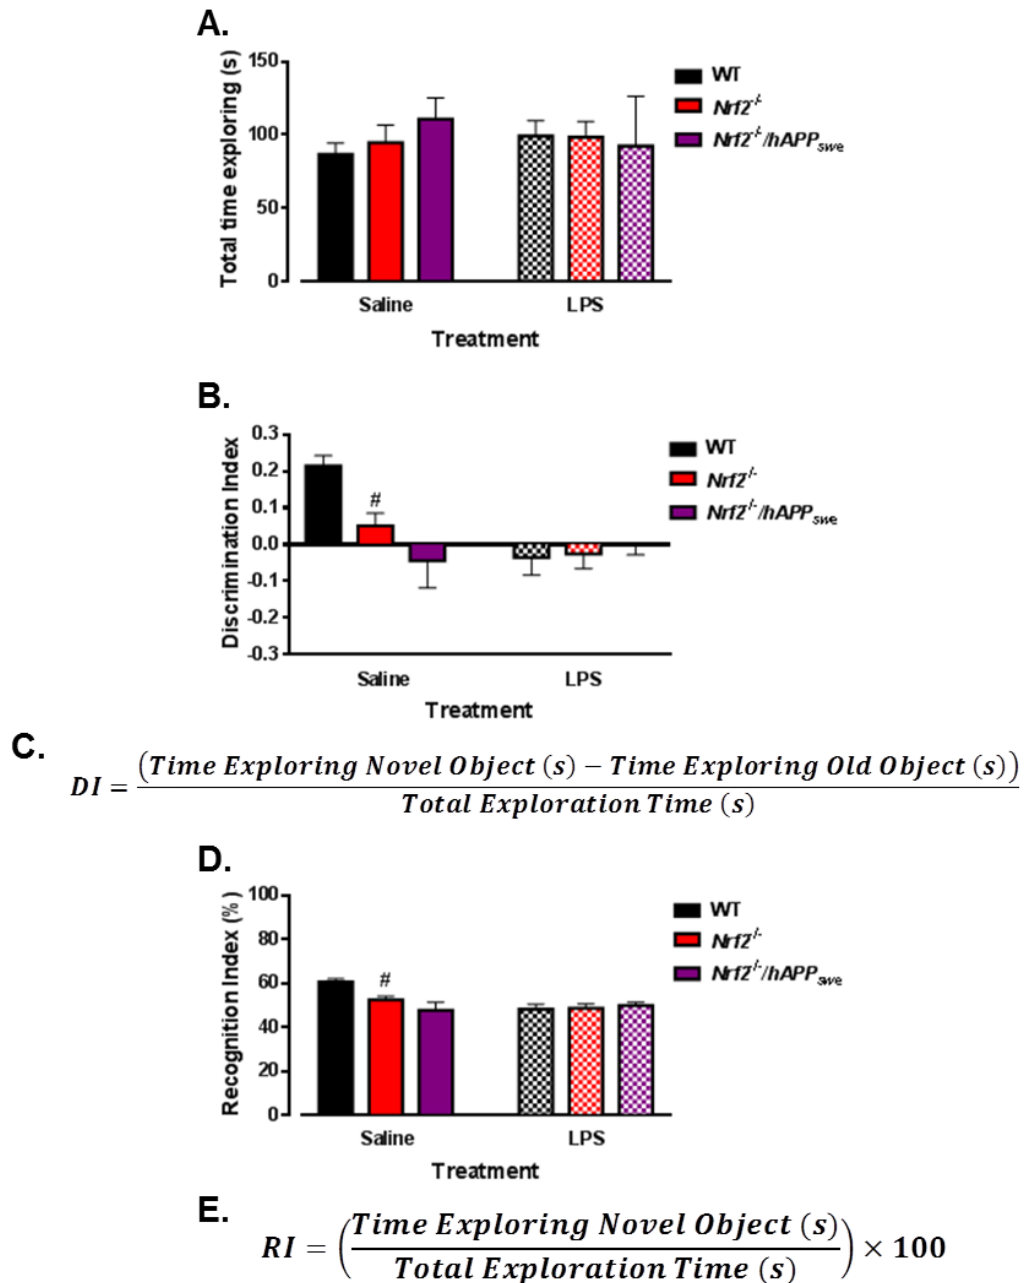 A.
Total time exploring (s)
150
100
50
0
Saline
LPS
Treatment
WT
Nrf2-/-
Nrf2-/-/hAPPswe
B.
Discrimination Index
0.3
0.2
0.1
0.0
-0.1
-0.2
-0.3
#
Saline
LPS
Treatment
WT
Nrf2-/-
Nrf2-/-/hAPPswe
C.
DI = (Time Exploring Novel Object (s) − Time Exploring Old Object (s))
Total Exploration Time (s)
D.
Recognition Index (%)
100
80
60
40
20
0
#
Saline
LPS
Treatment
WT
Nrf2-/-
Nrf2-/-/hAPPswe
E.
RI = (Time Exploring Novel Object (s)
Total Exploration Time (s)) × 100